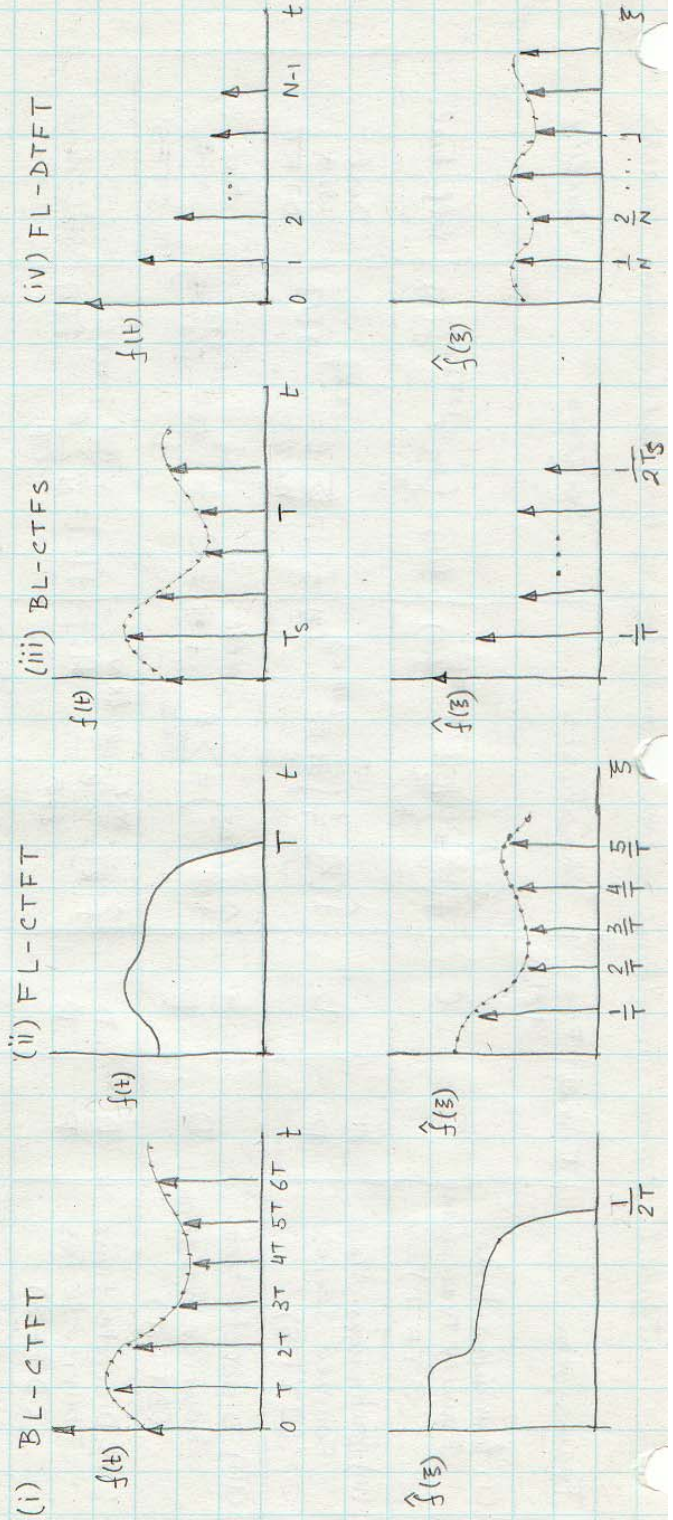 (i) BL-CTFT
f(t)
0 T 2T 3T 4T 5T 6T t
f̂(ξ)
1/2T
(ii) FL-CTFT
f(t)
T t
f̂(ξ)
1/T 2/T 3/T 4/T 5/T ξ
(iii) BL-CTFS
f(t)
Ts T t
f̂(ξ)
1/T 1/2Ts
(iv) FL-DTFT
f(t)
0 1 2 ... N-1 t
f̂(ξ)
1/N 2/N ... 1 ξ